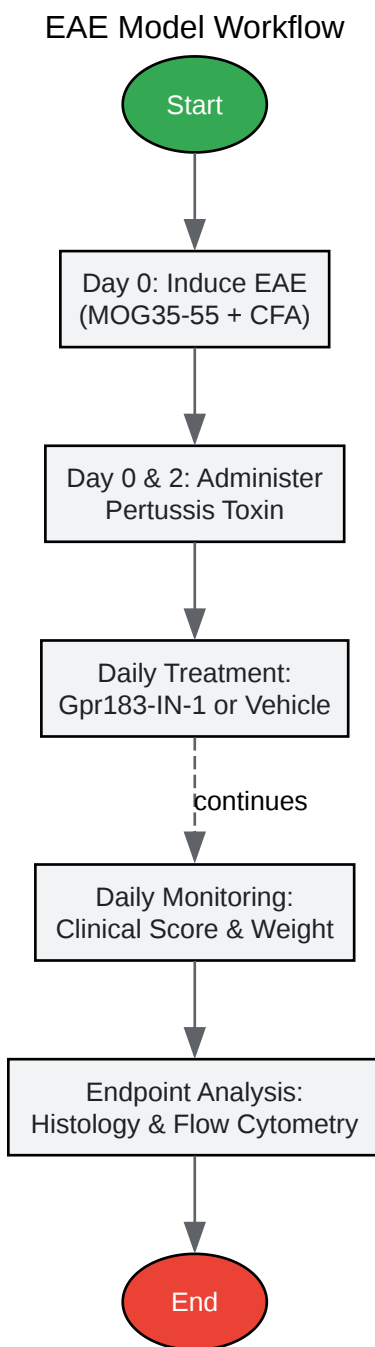 EAE Model Workflow
Start
Day 0: Induce EAE
(MOG35-55 + CFA)
Day 0 & 2: Administer
Pertussis Toxin
Daily Treatment:
Gpr183-IN-1 or Vehicle
continues
Daily Monitoring:
Clinical Score & Weight
Endpoint Analysis:
Histology & Flow Cytometry
End